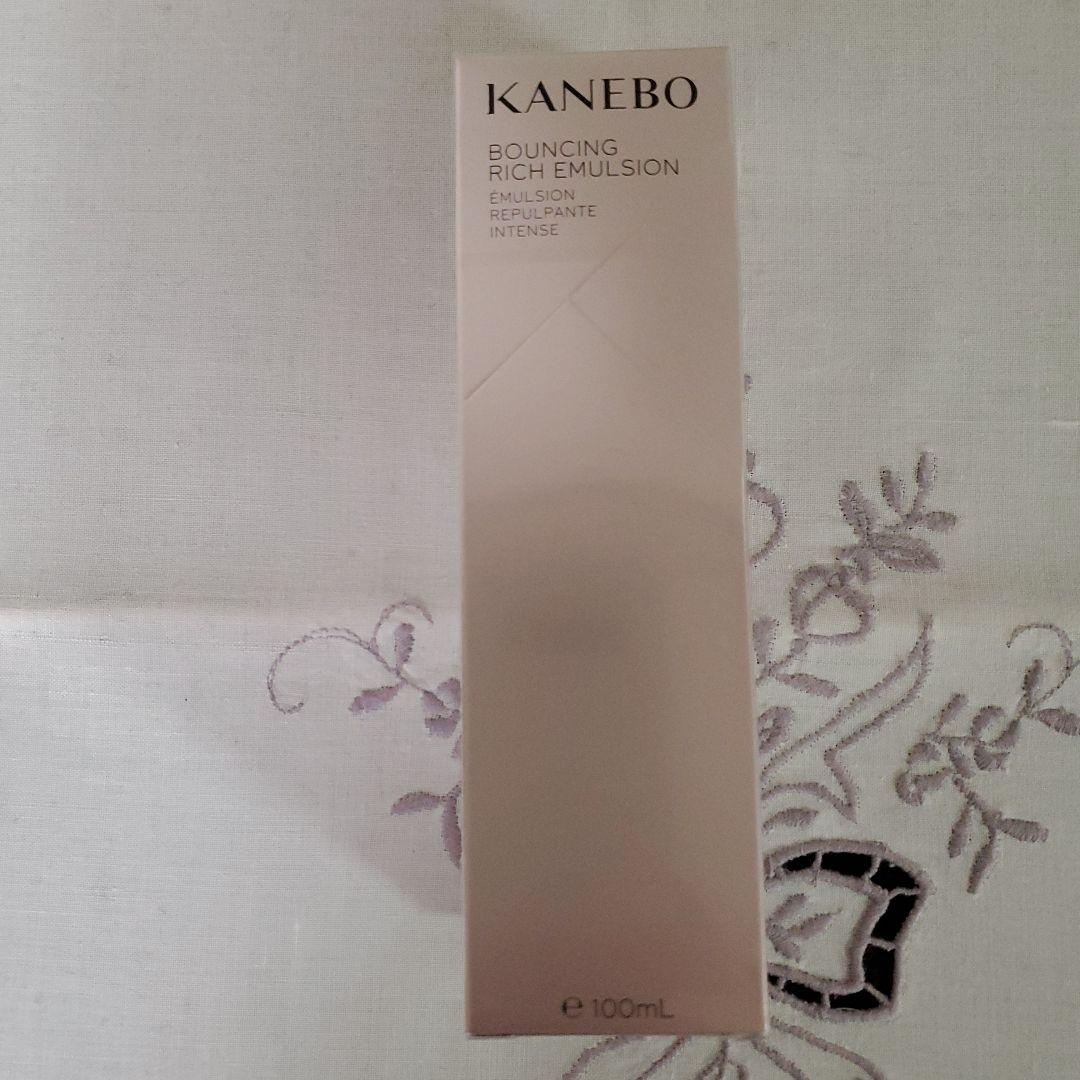 KANEBO
BOUNCING
RICH EMULSION
ÉMULSION
REPULPANTE
INTENSE
℮ 100mL